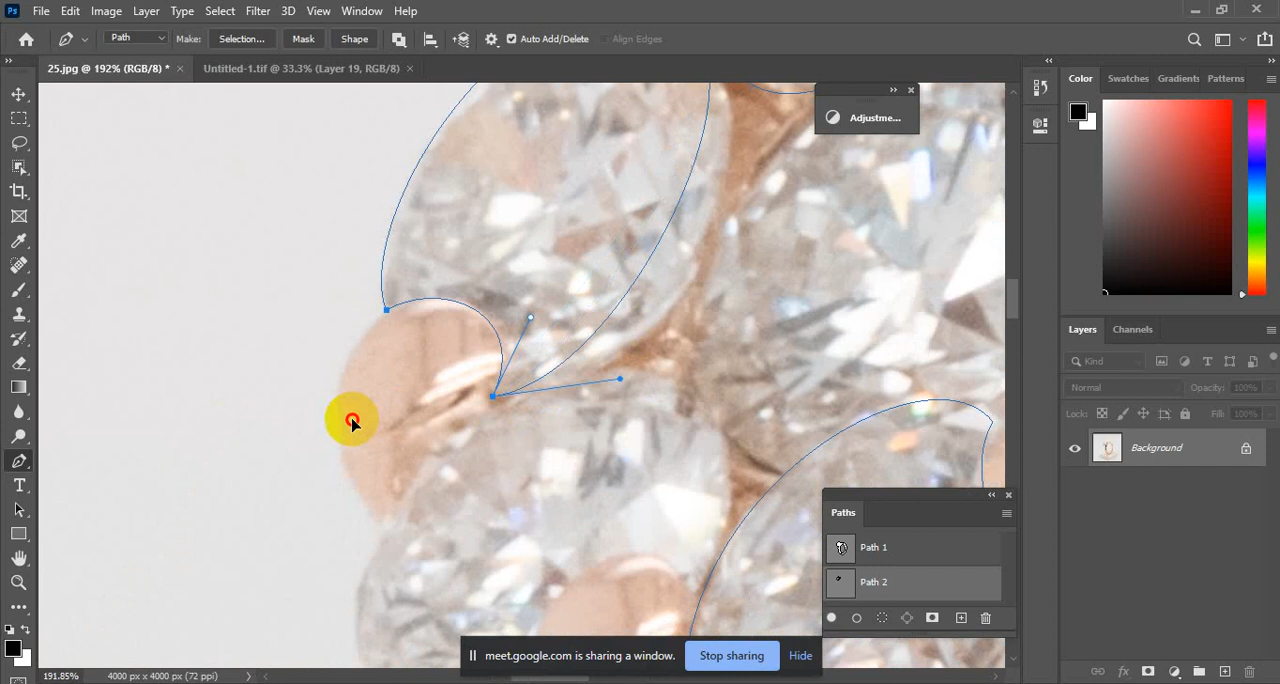 Ps File Edit Image Layer Type Select Filter 3D View Window Help
Path Make: Selection... Mask Shape Auto Add/Delete Align Edges
25.jpg @ 192% (RGB/8) * × Untitled-1.tif @ 33.3% (Layer 19, RGB/8) ×
Color Swatches Gradients Patterns
Adjustme...
Layers Channels
Kind
Normal Opacity: 100%
Lock: Fill: 100%
Background
Paths
Path 1
Path 2
meet.google.com is sharing a window. Stop sharing Hide
191.85% 4000 px x 4000 px (72 ppi)